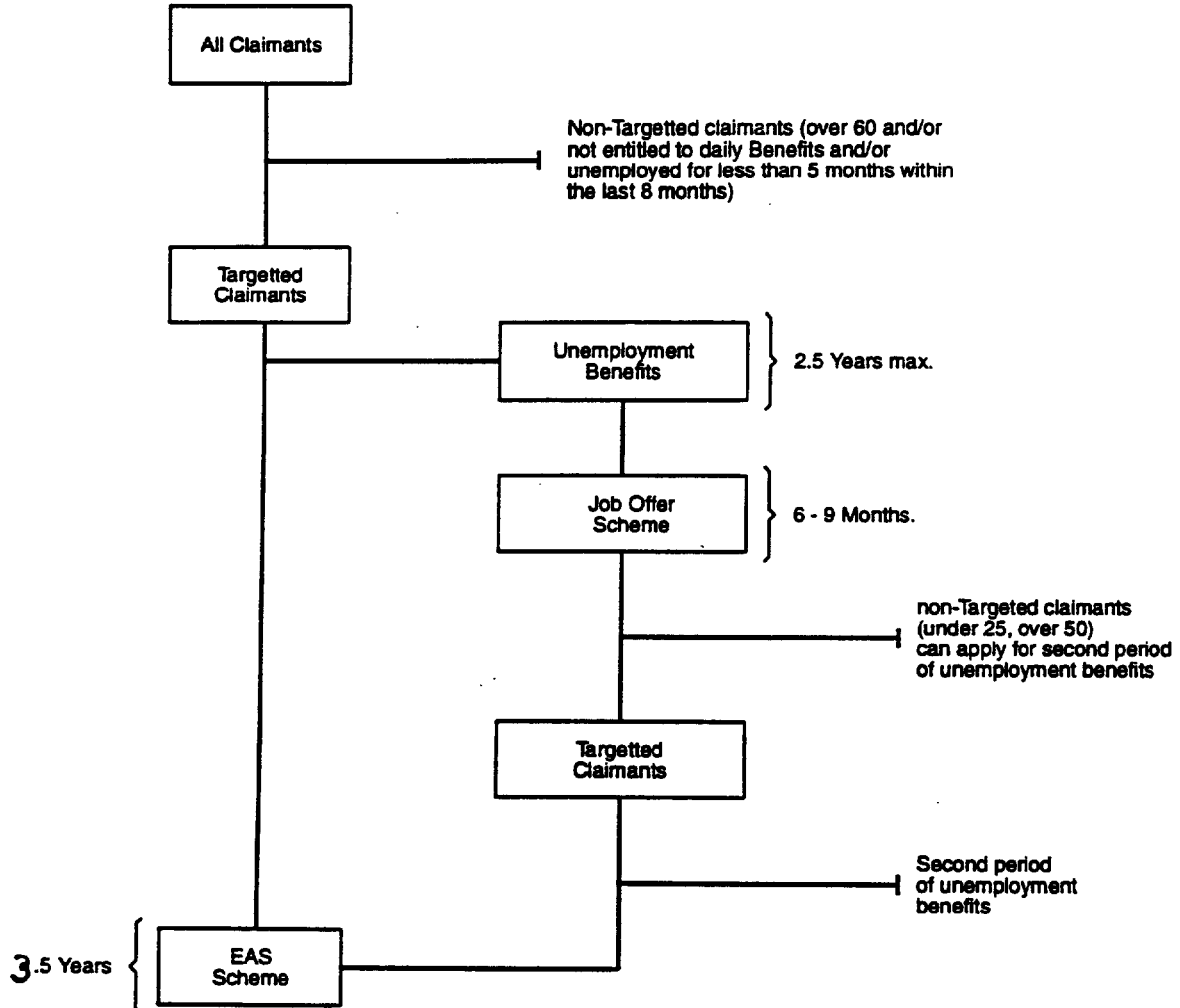 All Claimants
Non-Targetted claimants (over 60 and/or
not entitled to daily Benefits and/or
unemployed for less than 5 months within
the last 8 months)
Targetted
Claimants
Unemployment
Benefits
2.5 Years max.
Job Offer
Scheme
6 - 9 Months.
non-Targeted claimants
(under 25, over 50)
can apply for second period
of unemployment benefits
Targetted
Claimants
Second period
of unemployment
benefits
3.5 Years
EAS
Scheme